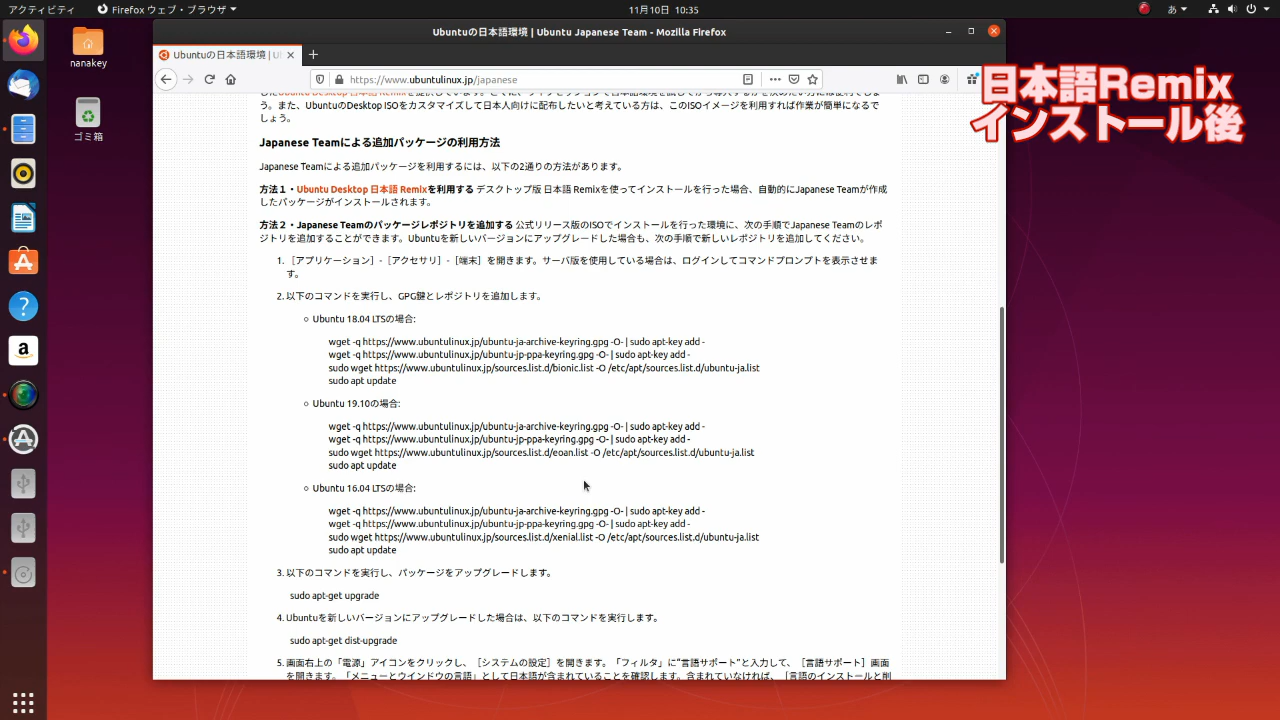 アクティビティ
Firefox ウェブ・ブラウザ
11月10日 10:35
あ
Ubuntuの日本語環境 | Ubuntu Japanese Team - Mozilla Firefox
nanakey
ゴミ箱
Ubuntuの日本語環境 | U
https://www.ubuntulinux.jp/japanese
日本語Remix
インストール後
う。また、UbuntuのDesktop ISOをカスタマイズして日本人向けに配布したいと考えている方は、このISOイメージを利用すれば作業が簡単になるで
しょう。
Japanese Teamによる追加パッケージの利用方法
Japanese Teamによる追加パッケージを利用するには、以下の2通りの方法があります。
方法１・Ubuntu Desktop 日本語 Remixを利用する デスクトップ版 日本語 Remixを使ってインストールを行った場合、自動的にJapanese Teamが作成
したパッケージがインストールされます。
方法２・Japanese Teamのパッケージレポジトリを追加する 公式リリース版のISOでインストールを行った環境に、次の手順でJapanese Teamのレポ
ジトリを追加することができます。Ubuntuを新しいバージョンにアップグレードした場合も、次の手順で新しいレポジトリを追加してください。
1. ［アプリケーション］-［アクセサリ］-［端末］を開きます。サーバ版を使用している場合は、ログインしてコマンドプロンプトを表示させま
す。
2. 以下のコマンドを実行し、GPG鍵とレポジトリを追加します。
Ubuntu 18.04 LTSの場合:
wget -q https://www.ubuntulinux.jp/ubuntu-ja-archive-keyring.gpg -O- | sudo apt-key add -
wget -q https://www.ubuntulinux.jp/ubuntu-jp-ppa-keyring.gpg -O- | sudo apt-key add -
sudo wget https://www.ubuntulinux.jp/sources.list.d/bionic.list -O /etc/apt/sources.list.d/ubuntu-ja.list
sudo apt update
Ubuntu 19.10の場合:
wget -q https://www.ubuntulinux.jp/ubuntu-ja-archive-keyring.gpg -O- | sudo apt-key add -
wget -q https://www.ubuntulinux.jp/ubuntu-jp-ppa-keyring.gpg -O- | sudo apt-key add -
sudo wget https://www.ubuntulinux.jp/sources.list.d/eoan.list -O /etc/apt/sources.list.d/ubuntu-ja.list
sudo apt update
Ubuntu 16.04 LTSの場合:
wget -q https://www.ubuntulinux.jp/ubuntu-ja-archive-keyring.gpg -O- | sudo apt-key add -
wget -q https://www.ubuntulinux.jp/ubuntu-jp-ppa-keyring.gpg -O- | sudo apt-key add -
sudo wget https://www.ubuntulinux.jp/sources.list.d/xenial.list -O /etc/apt/sources.list.d/ubuntu-ja.list
sudo apt update
3. 以下のコマンドを実行し、パッケージをアップグレードします。
sudo apt-get upgrade
4. Ubuntuを新しいバージョンにアップグレードした場合は、以下のコマンドを実行します。
sudo apt-get dist-upgrade
5. 画面右上の「電源」アイコンをクリックし、［システムの設定］を開きます。「フィルタ」に“言語サポート”と入力して、［言語サポート］画面
を開きます。「メニューとウインドウの言語」として日本語が含まれていることを確認します。含まれていなければ、［言語のインストールと削